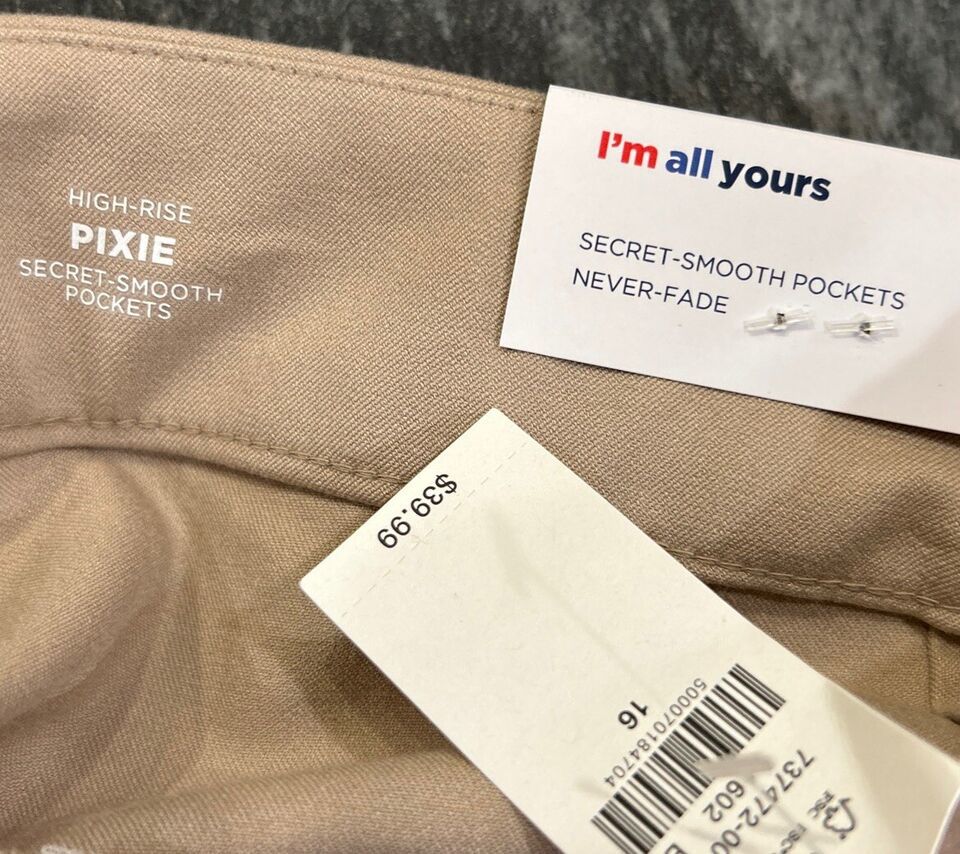 HIGH-RISE
PIXIE
SECRET-SMOOTH
POCKETS
I'm all yours
SECRET-SMOOTH POCKETS
NEVER-FADE
$39.99
16
500070184704
737472-00
602
FSC